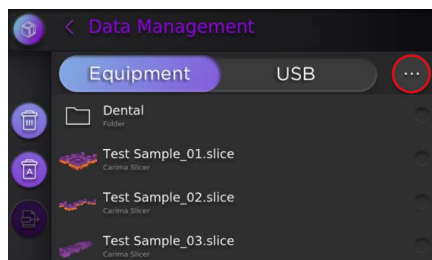 < Data Management
Equipment USB ...
Dental
Folder
Test Sample_01.slice
Carima Slicer
A
Test Sample_02.slice
Carima Slicer
Test Sample_03.slice
Carima Slicer